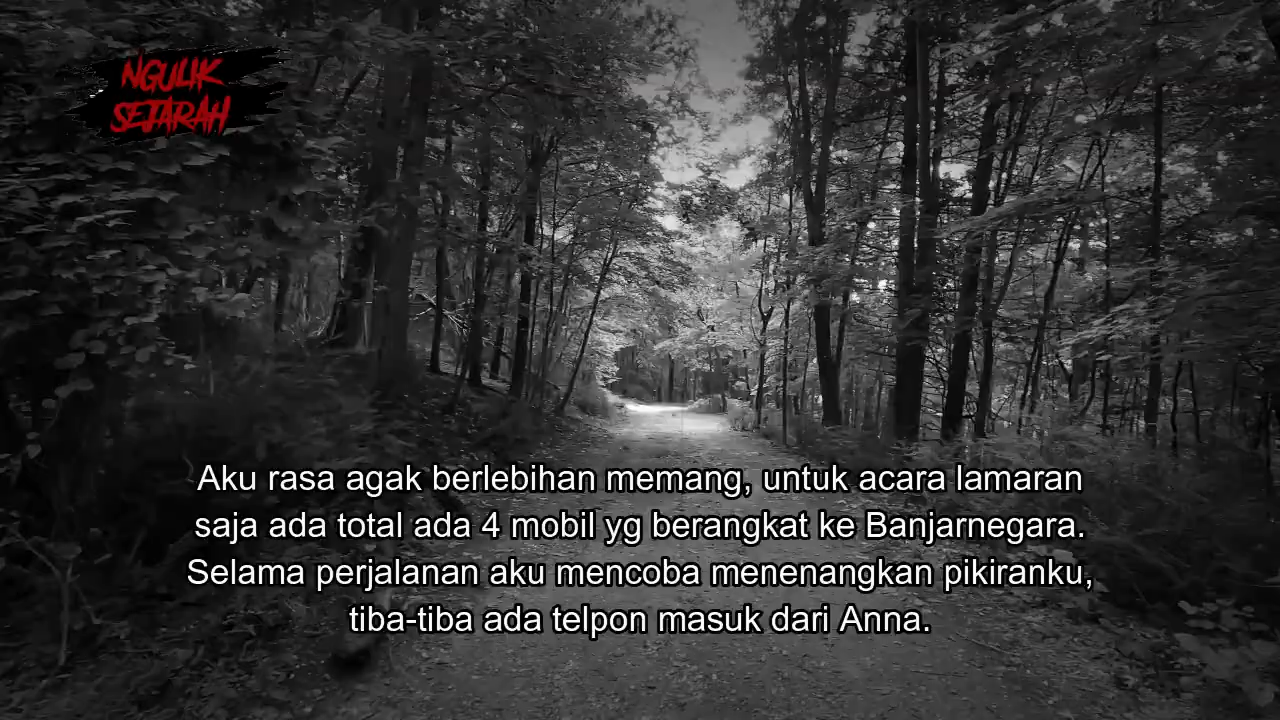 NGULIK
SEJARAH
Aku rasa agak berlebihan memang, untuk acara lamaran
saja ada total ada 4 mobil yg berangkat ke Banjarnegara.
Selama perjalanan aku mencoba menenangkan pikiranku,
tiba-tiba ada telpon masuk dari Anna.